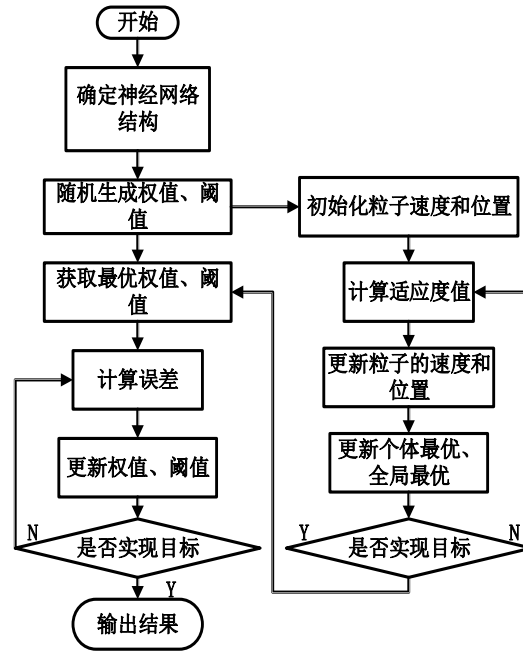 开始
确定神经网络
结构
随机生成权值、阈
值
获取最优权值、阈
值
计算误差
更新权值、阈值
N
是否实现目标
Y
输出结果
初始化粒子速度和位置
计算适应度值
更新粒子的速度和
位置
更新个体最优、
全局最优
Y
是否实现目标
N